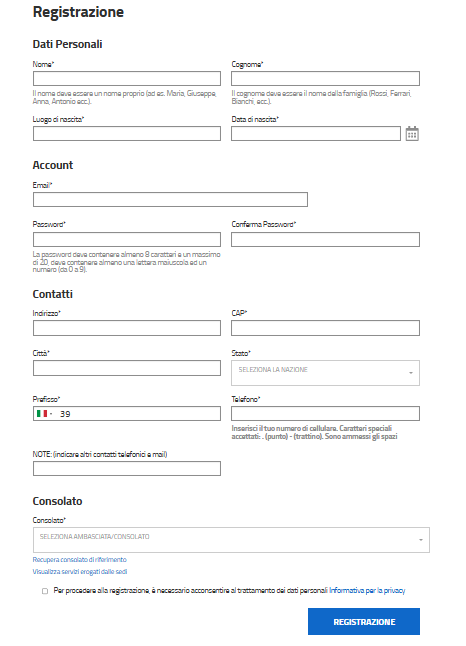 Registrazione
Dati Personali
Nome* Cognome*
Il nome deve essere un nome proprio (ad es. Maria, Giuseppe, Anna, Antonio ecc.). Il cognome deve essere il nome della famiglia (Rossi, Ferrari, Bianchi, ecc.).
Luogo di nascita* Data di nascita*
Account
Email*
Password* Conferma Password*
La password deve contenere almeno 8 caratteri e un massimo
di 20, deve contenere almeno una lettera maiuscola ed un
numero (da 0 a 9).
Contatti
Indirizzo* CAP*
Città* Stato*
SELEZIONA LA NAZIONE
Prefisso* Telefono*
39
Inserisci il tuo numero di cellulare. Caratteri speciali
accettati: . (punto) - (trattino). Sono ammessi gli spazi
NOTE: (indicare altri contatti telefonici e mail)
Consolato
Consolato*
SELEZIONA AMBASCIATA/CONSOLATO
Recupera consolato di riferimento
Visualizza servizi erogati dalle sedi
Per procedere alla registrazione, è necessario acconsentire al trattamento dei dati personali Informativa per la privacy
REGISTRAZIONE